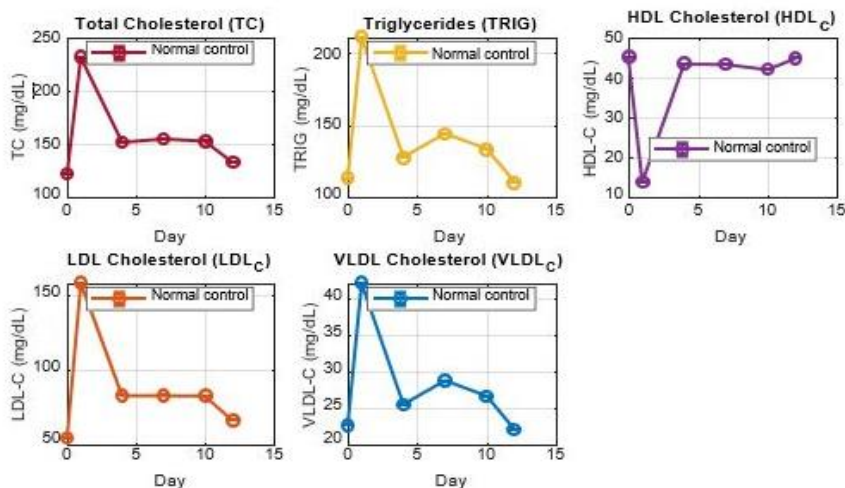 Total Cholesterol (TC)
250
200
150
100
TC (mg/dL)
Normal control
0 5 10 15
Day
Triglycerides (TRIG)
200
150
100
TRIG (mg/dL)
Normal control
0 5 10 15
Day
HDL Cholesterol (HDL_C)
50
40
30
20
10
HDL-C (mg/dL)
Normal control
0 5 10 15
Day
LDL Cholesterol (LDL_C)
150
100
50
LDL-C (mg/dL)
Normal control
0 5 10 15
Day
VLDL Cholesterol (VLDL_C)
40
35
30
25
20
VLDL-C (mg/dL)
Normal control
0 5 10 15
Day